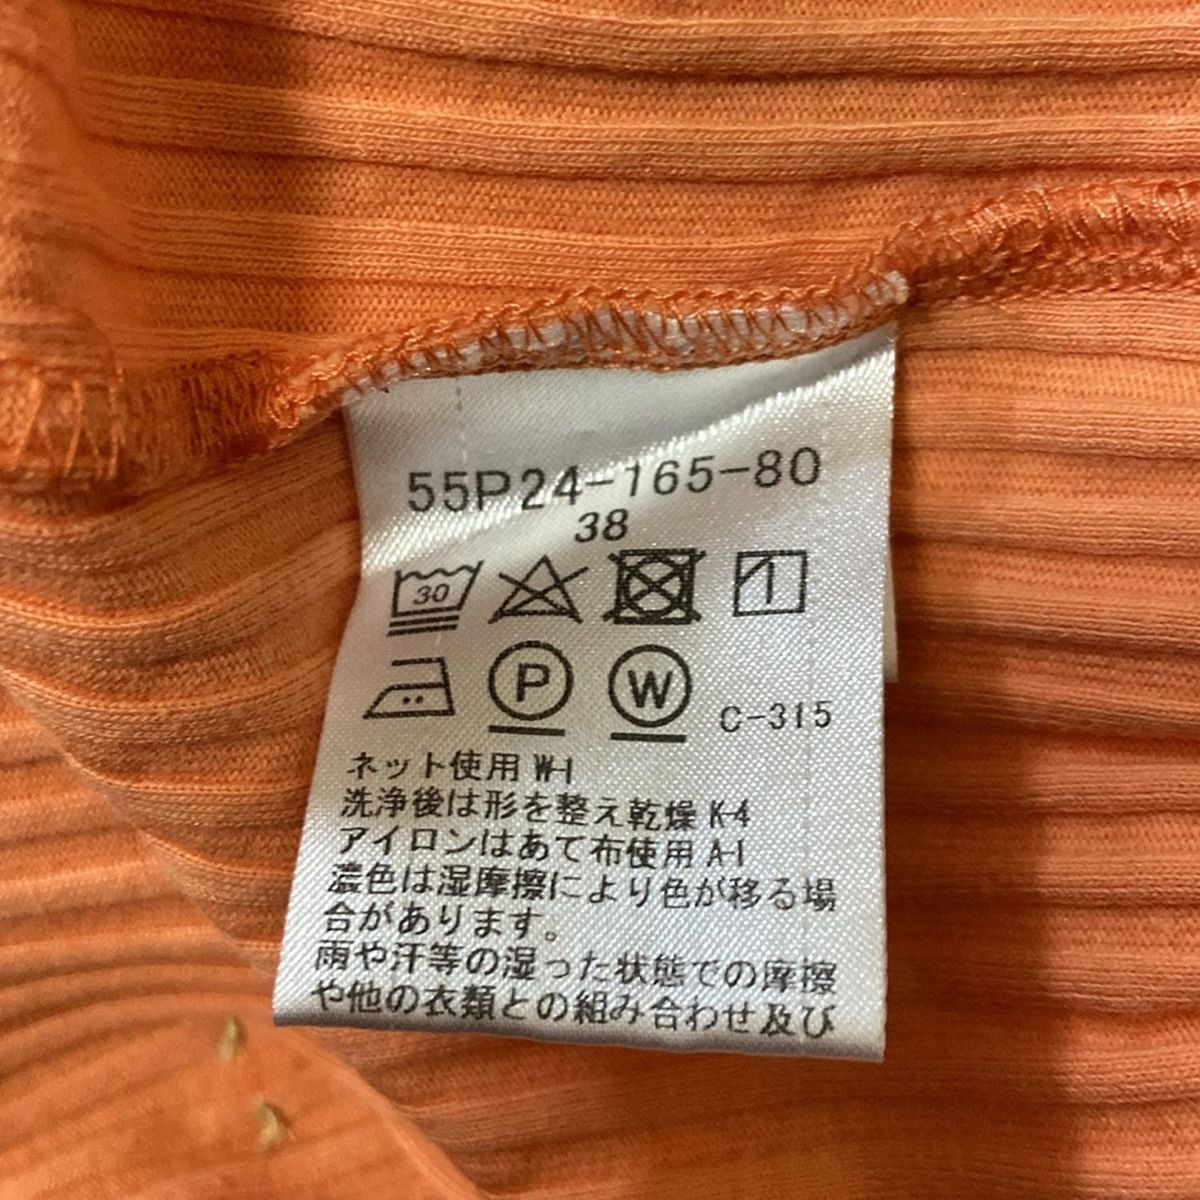 55P24-165-80
38
30
P W C-315
ネット使用 W-1
洗浄後は形を整え乾燥 K-4
アイロンはあて布使用 A-1
濃色は湿摩擦により色が移る場
合があります。
雨や汗等の湿った状態での摩擦
や他の衣類との組み合わせ及び